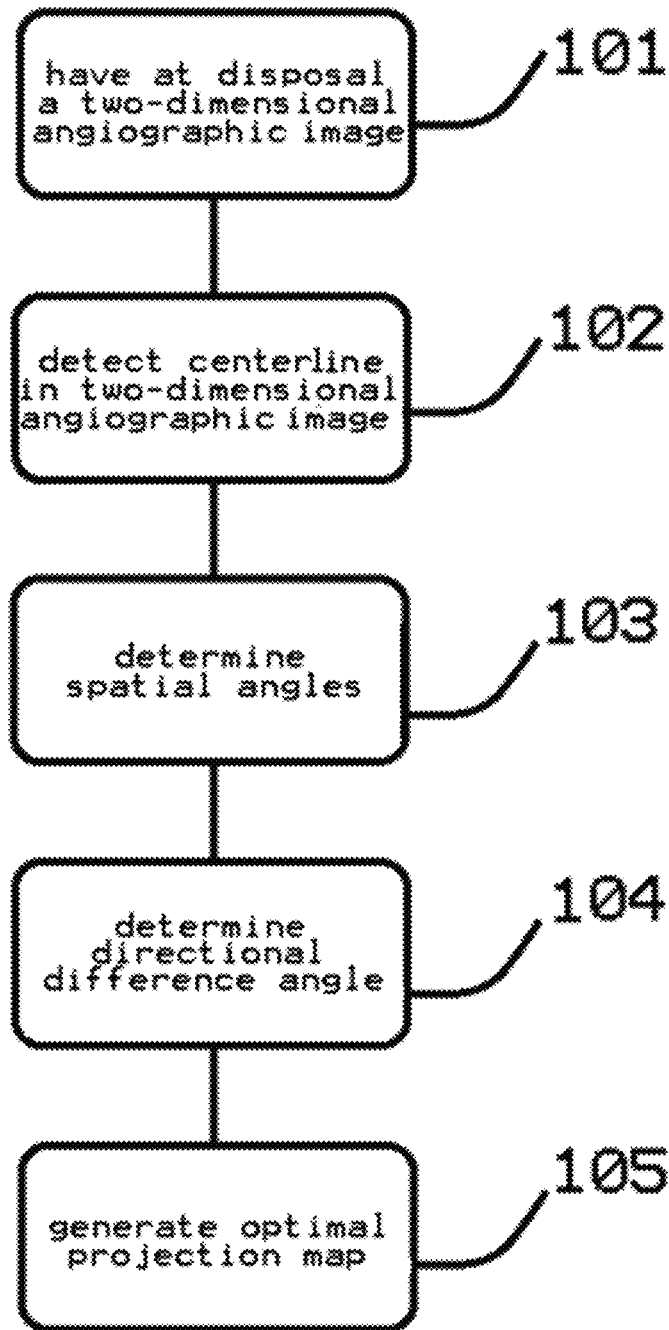 101
have at disposal
a two-dimensional
angiographic image
102
detect centerline
in two-dimensional
angiographic image
103
determine
spatial angles
104
determine
directional
difference angle
105
generate optimal
projection map